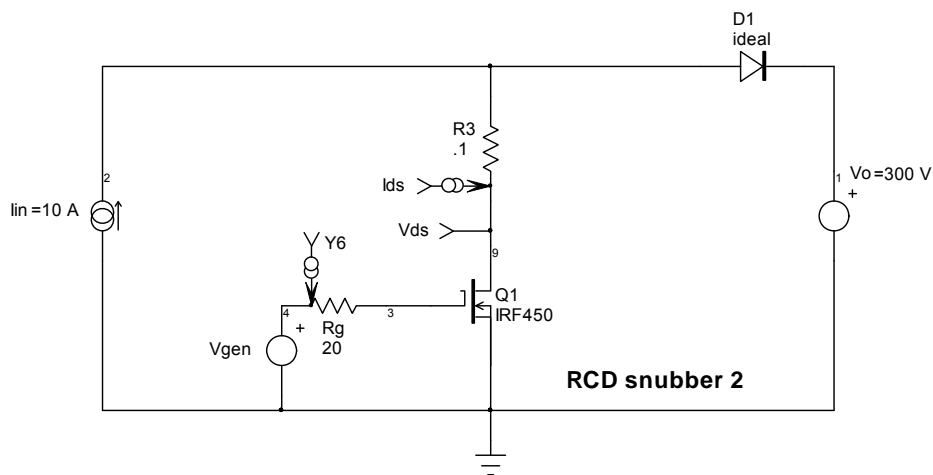 D1
ideal
R3
.1
2
Ids
1
Vo=300 V
+
Iin=10 A
Vds
Y6
9
4
Rg
20
3
Q1
IRF450
+
Vgen
RCD snubber 2